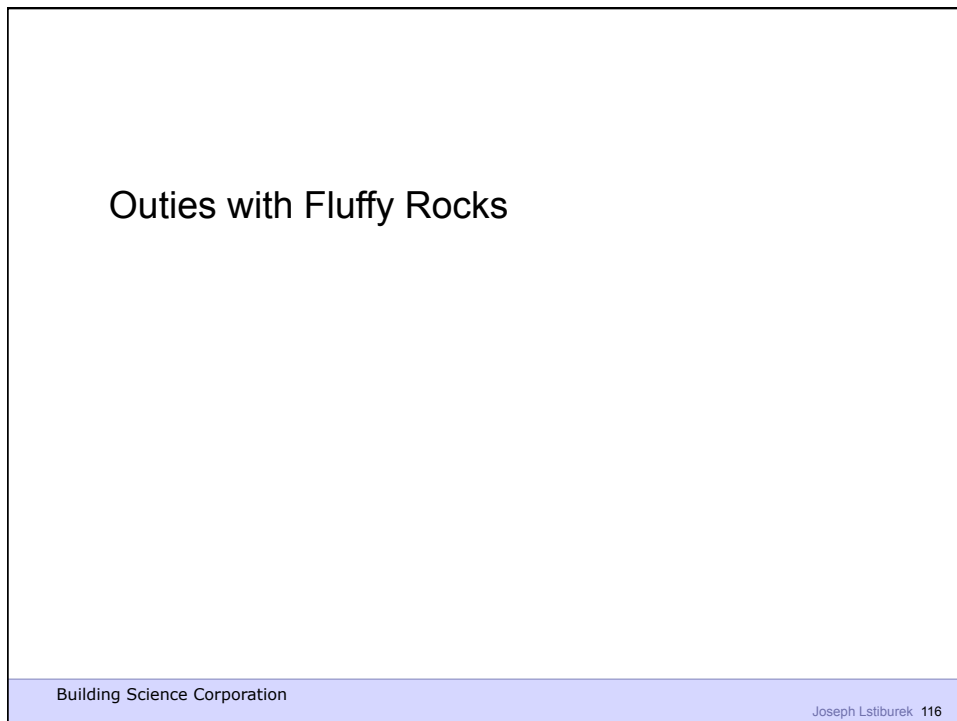 Outies with Fluffy Rocks
Building Science Corporation
Joseph Lstiburek 116